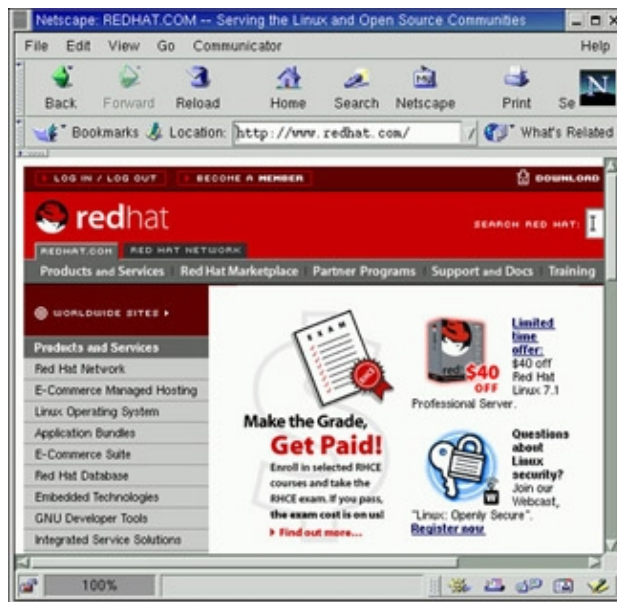 Netscape: REDHAT.COM -- Serving the Linux and Open Source Communities
File Edit View Go Communicator Help
Back Forward Reload Home Search Netscape Print Se
Bookmarks Location: http://www.redhat.com/ What's Related
LOG IN / LOG OUT BECOME A MEMBER DOWNLOAD
redhat
SEARCH RED HAT:
REDHAT.COM RED HAT NETWORK
Products and Services Red Hat Marketplace Partner Programs Support and Docs Training
WORLDWIDE SITES
Products and Services
Red Hat Network
E-Commerce Managed Hosting
Linux Operating System
Application Bundles
E-Commerce Suite
Red Hat Database
Embedded Technologies
GNU Developer Tools
Integrated Service Solutions
EXAM
Make the Grade,
Get Paid!
Enroll in selected RHCE
courses and take the
RHCE exam. If you pass,
the exam cost is on us!
Find out more...
red
$40
OFF
Limited
time
offer:
$40 off
Red Hat
Linux 7.1
Professional Server.
Questions
about
Linux
security?
Join our
Webcast,
"Linux: Openly Secure".
Register now
100%